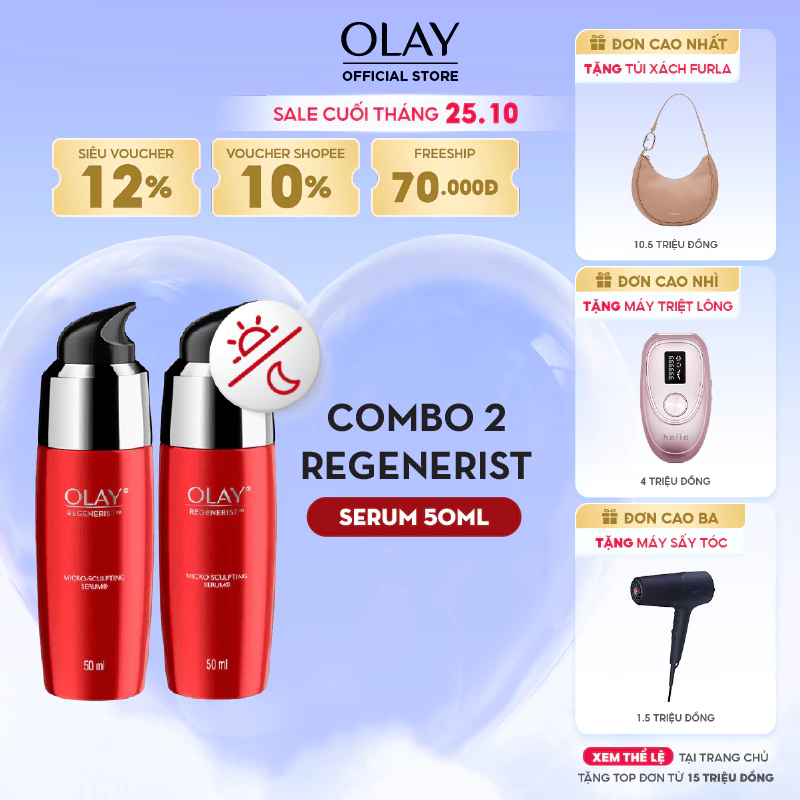 OLAY
OFFICIAL STORE
SALE CUỐI THÁNG 25.10
SIÊU VOUCHER
12%
VOUCHER SHOPEE
10%
FREESHIP
70.000Đ
COMBO 2
REGENERIST
SERUM 50ML
OLAY®
REGENERIST™
MICRO-SCULPTING
SERUM®
50 ml
OLAY®
REGENERIST™
MICRO-SCULPTING
SERUM®
50 ml
ĐƠN CAO NHẤT
TẶNG TÚI XÁCH FURLA
10.5 TRIỆU ĐỒNG
ĐƠN CAO NHÌ
TẶNG MÁY TRIỆT LÔNG
halio
4 TRIỆU ĐỒNG
ĐƠN CAO BA
TẶNG MÁY SẤY TÓC
1.5 TRIỆU ĐỒNG
XEM THỂ LỆ TẠI TRANG CHỦ
TẶNG TOP ĐƠN TỪ 15 TRIỆU ĐỒNG